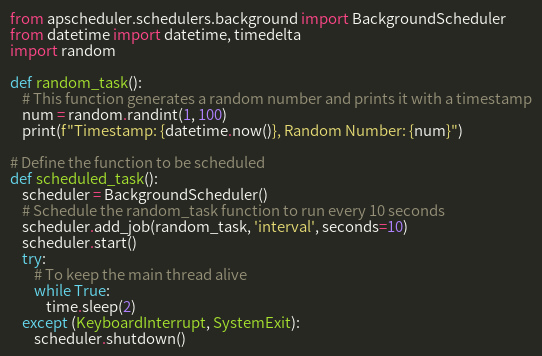 from apscheduler.schedulers.background import BackgroundScheduler
from datetime import datetime, timedelta
import random

def random_task():
    # This function generates a random number and prints it with a timestamp
    num = random.randint(1, 100)
    print(f"Timestamp: {datetime.now()}, Random Number: {num}")

# Define the function to be scheduled
def scheduled_task():
    scheduler = BackgroundScheduler()
    # Schedule the random_task function to run every 10 seconds
    scheduler.add_job(random_task, 'interval', seconds=10)
    scheduler.start()
    try:
        # To keep the main thread alive
        while True:
            time.sleep(2)
    except (KeyboardInterrupt, SystemExit):
        scheduler.shutdown()